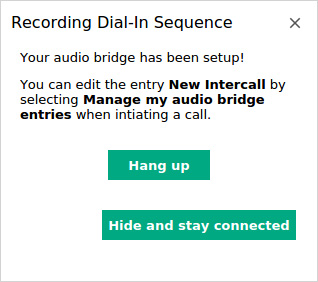 Recording Dial-In Sequence
Your audio bridge has been setup!
You can edit the entry New Intercall by
selecting Manage my audio bridge
entries when intiating a call.
Hang up
Hide and stay connected